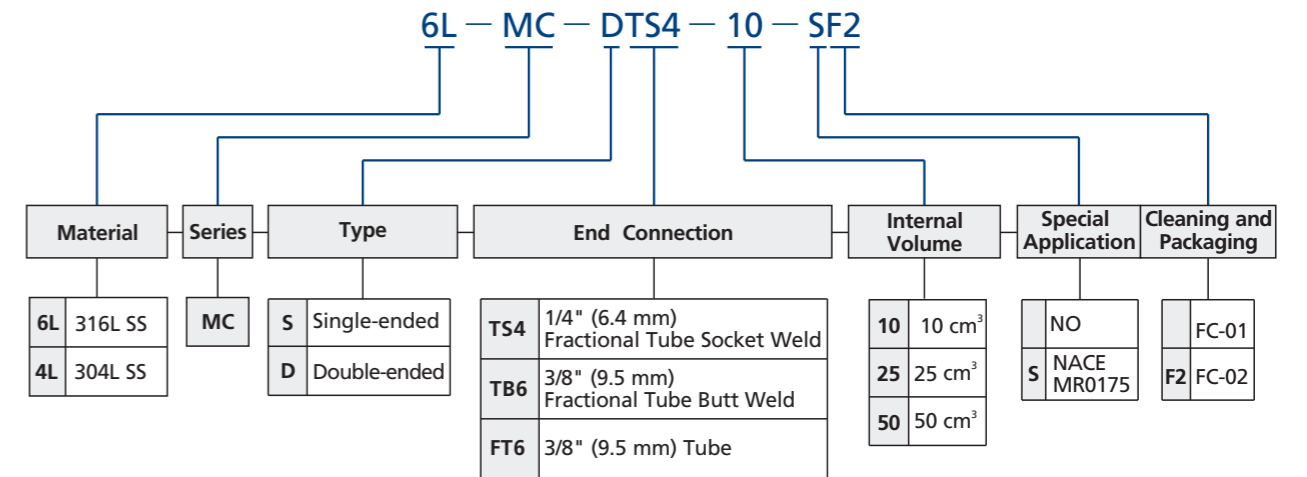 6L — MC — DTS4 — 10 — SF2
Material
Series
Type
End Connection
Internal
Volume
Special
Application
Cleaning and
Packaging
6L 316L SS
4L 304L SS
MC
S Single-ended
D Double-ended
TS4 1/4" (6.4 mm)
Fractional Tube Socket Weld
TB6 3/8" (9.5 mm)
Fractional Tube Butt Weld
FT6 3/8" (9.5 mm) Tube
10 10 cm³
25 25 cm³
50 50 cm³
NO
S NACE
MR0175
FC-01
F2 FC-02